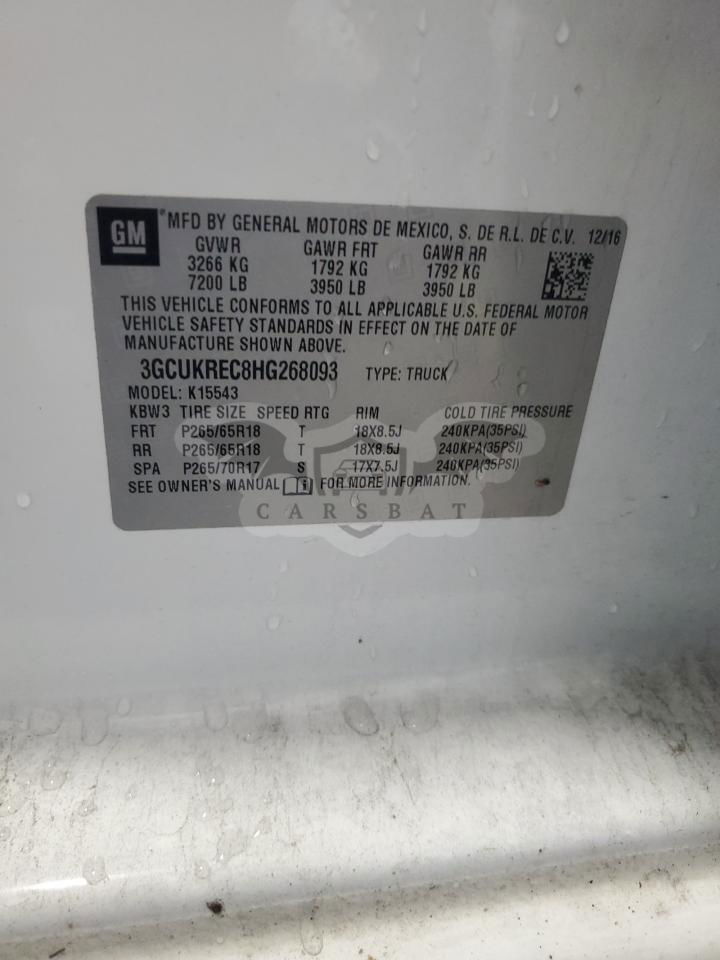 GM
®MFD BY GENERAL MOTORS DE MEXICO, S. DE R.L. DE C.V. 12/16
GVWR GAWR FRT GAWR RR
3266 KG 1792 KG 1792 KG
7200 LB 3950 LB 3950 LB
THIS VEHICLE CONFORMS TO ALL APPLICABLE U.S. FEDERAL MOTOR
VEHICLE SAFETY STANDARDS IN EFFECT ON THE DATE OF
MANUFACTURE SHOWN ABOVE.
3GCUKREC8HG268093 TYPE: TRUCK
MODEL: K15543
KBW3 TIRE SIZE SPEED RTG RIM COLD TIRE PRESSURE
FRT P265/65R18 T 18X8.5J 240KPA(35PSI)
RR P265/65R18 T 18X8.5J 240KPA(35PSI)
SPA P265/70R17 S 17X7.5J 240KPA(35PSI)
SEE OWNER'S MANUAL FOR MORE INFORMATION.
CARSBAT